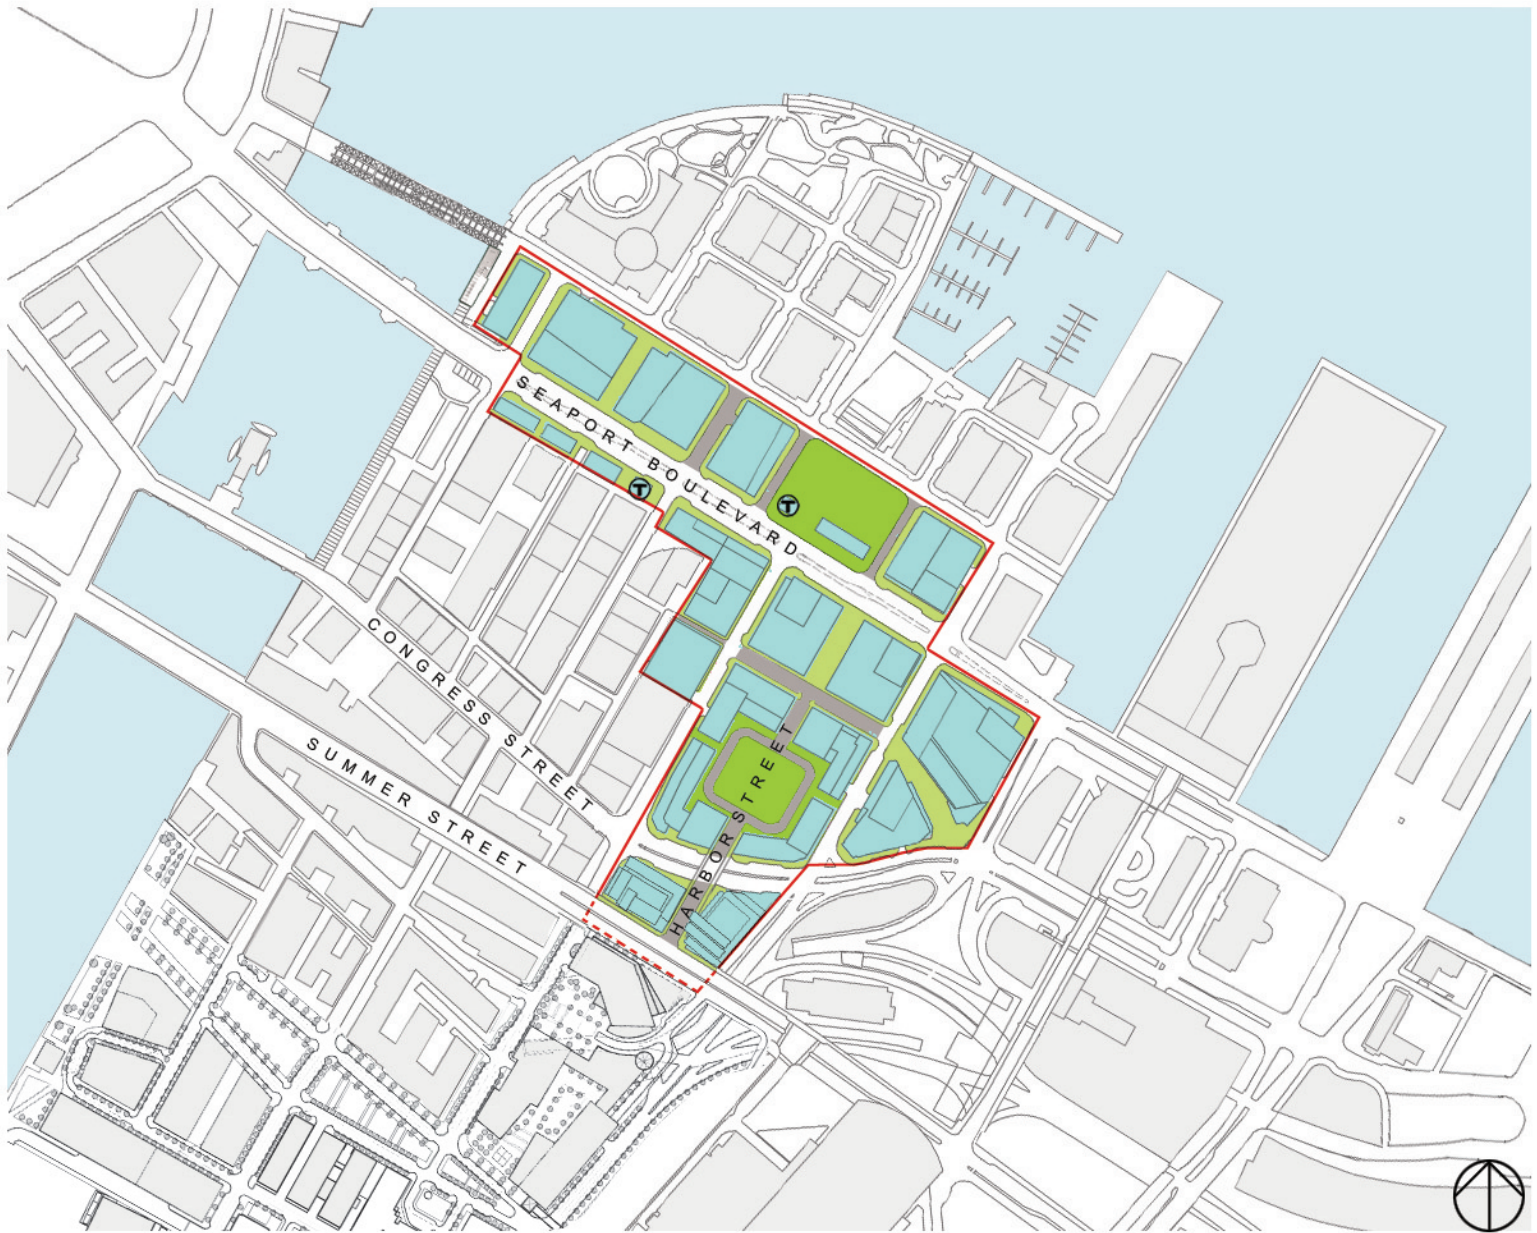 SEAPORT BOULEVARD
T
T
CONGRESS STREET
SUMMER STREET
HARBOR STREET